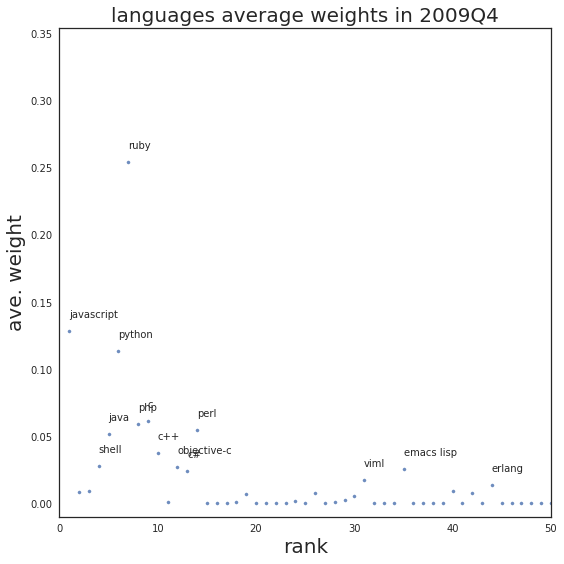 languages average weights in 2009Q4
0.35
0.30
ruby
0.25
0.20
ave. weight
0.15
javascript
python
0.10
php
c
perl
java
0.05
c++
shell
objective-c
c#
emacs lisp
viml
erlang
0.00
0 10 20 30 40 50
rank